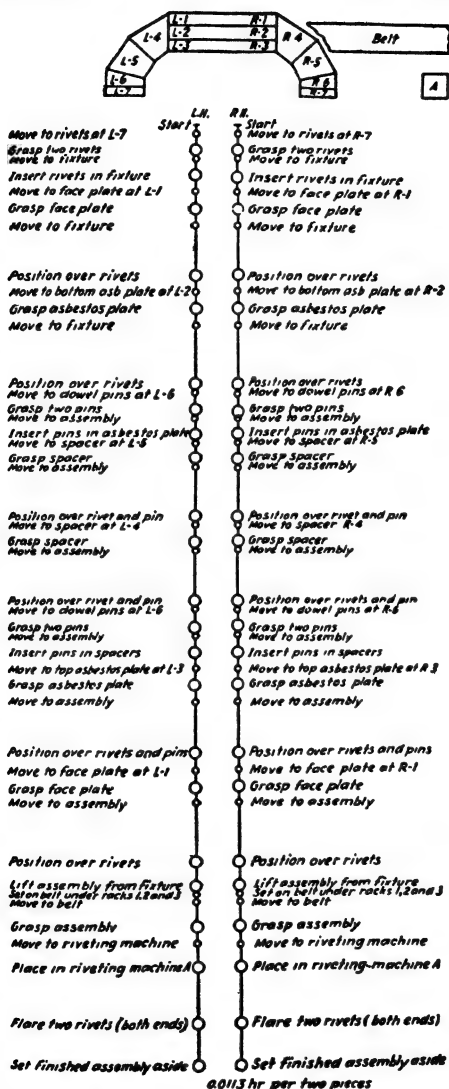 L-1 R-1
L-4 L-2 R-2 R 4 Belt
L-3 R-3
L-5 R-5
L-6 R 6
L-7 R-7 A
L.H. R.H.
Start Start
Move to rivets at L-7 Move to rivets at R-7
Grasp two rivets Grasp two rivets
Move to fixture Move to fixture
Insert rivets in fixture Insert rivets in fixture
Move to face plate at L-1 Move to face plate at R-1
Grasp face plate Grasp face plate
Move to fixture Move to fixture
Position over rivets Position over rivets
Move to bottom asb plate at L-2 Move to bottom asb plate at R-2
Grasp asbestos plate Grasp asbestos plate
Move to fixture Move to fixture
Position over rivets Position over rivets
Move to dowel pins at L-6 Move to dowel pins at R 6
Grasp two pins Grasp two pins
Move to assembly Move to assembly
Insert pins in asbestos plate Insert pins in asbestos plate
Move to spacer at L-5 Move to spacer at R-5
Grasp spacer Grasp spacer
Move to assembly Move to assembly
Position over rivet and pin Position over rivet and pin
Move to spacer at L-4 Move to spacer R-4
Grasp spacer Grasp spacer
Move to assembly Move to assembly
Position over rivet and pin Position over rivet and pin
Move to dowel pins at L-6 Move to dowel pins at R-6
Grasp two pins Grasp two pins
Move to assembly Move to assembly
Insert pins in spacers Insert pins in spacers
Move to top asbestos plate at L-3 Move to top asbestos plate at R 3
Grasp asbestos plate Grasp asbestos plate
Move to assembly Move to assembly
Position over rivets and pins Position over rivets and pins
Move to face plate at L-1 Move to face plate at R-1
Grasp face plate Grasp face plate
Move to assembly Move to assembly
Position over rivets Position over rivets
Lift assembly from fixture Lift assembly from fixture
Set on belt under racks 1, 2 and 3 Set on belt under racks 1, 2 and 3
Move to belt Move to belt
Grasp assembly Grasp assembly
Move to riveting machine Move to riveting machine
Place in riveting machine A Place in riveting-machine A
Flare two rivets (both ends) Flare two rivets (both ends)
Set finished assembly aside Set finished assembly aside
0.0113 hr per two pieces